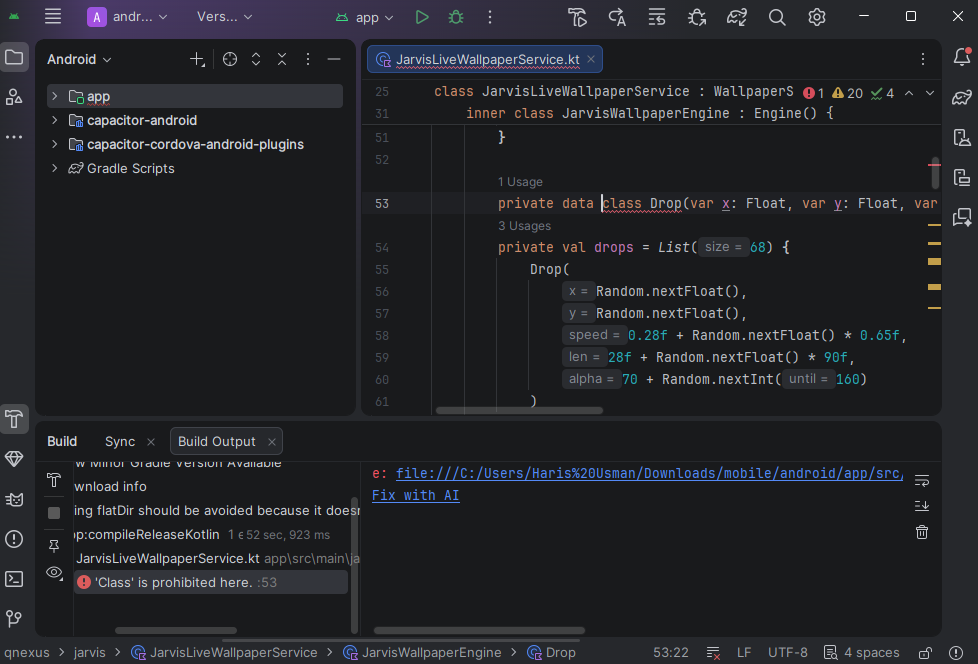 A andr... Vers... app
Android
app
capacitor-android
capacitor-cordova-android-plugins
Gradle Scripts
JarvisLiveWallpaperService.kt
25 class JarvisLiveWallpaperService : WallpaperS 1 20 4
31 inner class JarvisWallpaperEngine : Engine() {
51 }
52
1 Usage
53 private data class Drop(var x: Float, var y: Float, var
3 Usages
54 private val drops = List( size = 68) {
55 Drop(
56 x = Random.nextFloat(),
57 y = Random.nextFloat(),
58 speed = 0.28f + Random.nextFloat() * 0.65f,
59 len = 28f + Random.nextFloat() * 90f,
60 alpha = 70 + Random.nextInt( until = 160)
61 )
Build Sync Build Output
w Minor Gradle Version Available
wnload info
ing flatDir should be avoided because it doesr
pp:compileReleaseKotlin 1 e 52 sec, 923 ms
JarvisLiveWallpaperService.kt app\src\main\ja
'Class' is prohibited here. :53
e: file:///C:/Users/Haris%20Usman/Downloads/mobile/android/app/src/
Fix with AI
qnexus > jarvis > JarvisLiveWallpaperService > JarvisWallpaperEngine > Drop 53:22 LF UTF-8 4 spaces